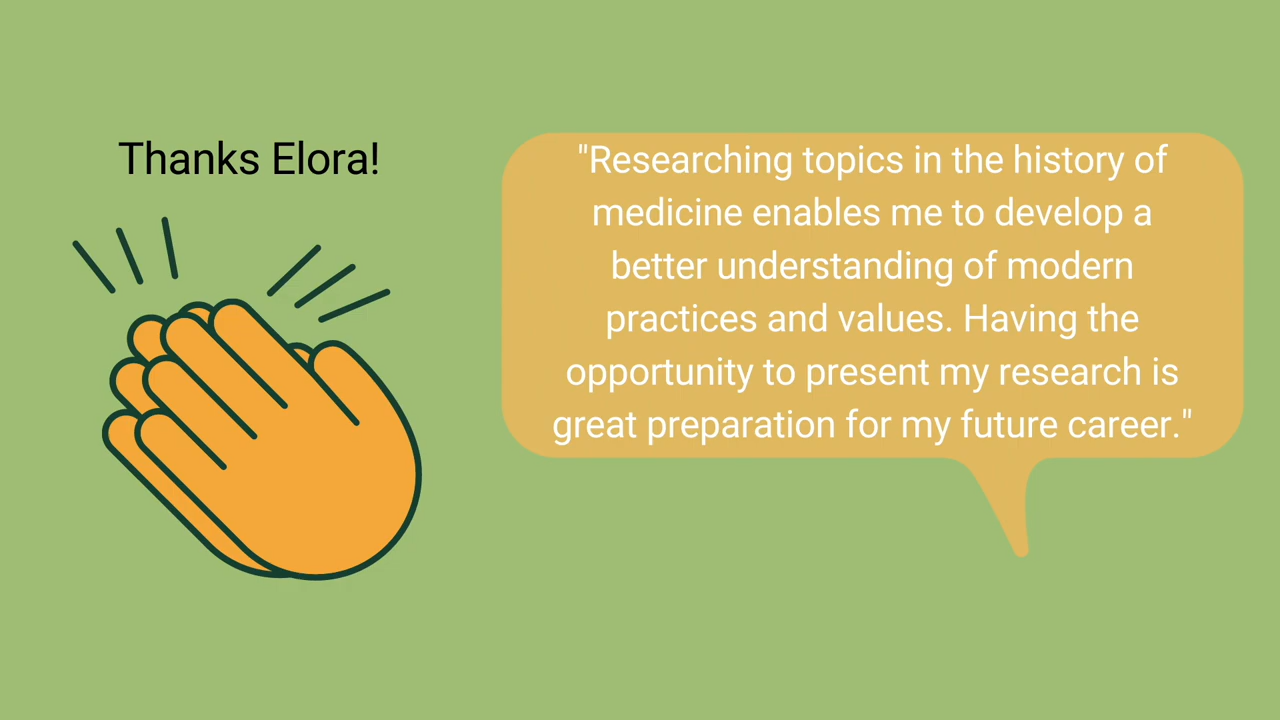 Thanks Elora!
"Researching topics in the history of
medicine enables me to develop a
better understanding of modern
practices and values. Having the
opportunity to present my research is
great preparation for my future career."